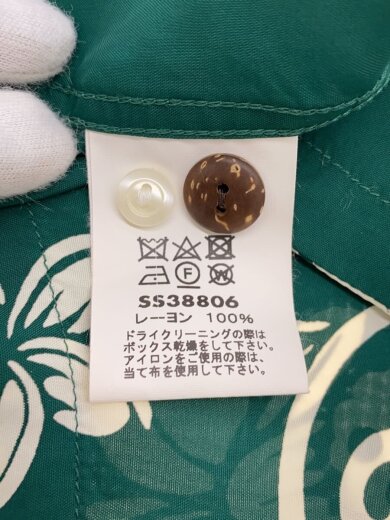 SS38806
レーヨン 100%
ドライクリーニングの際は
ボックス乾燥をして下さい。
アイロンをご使用の際は、
当て布を使用して下さい。